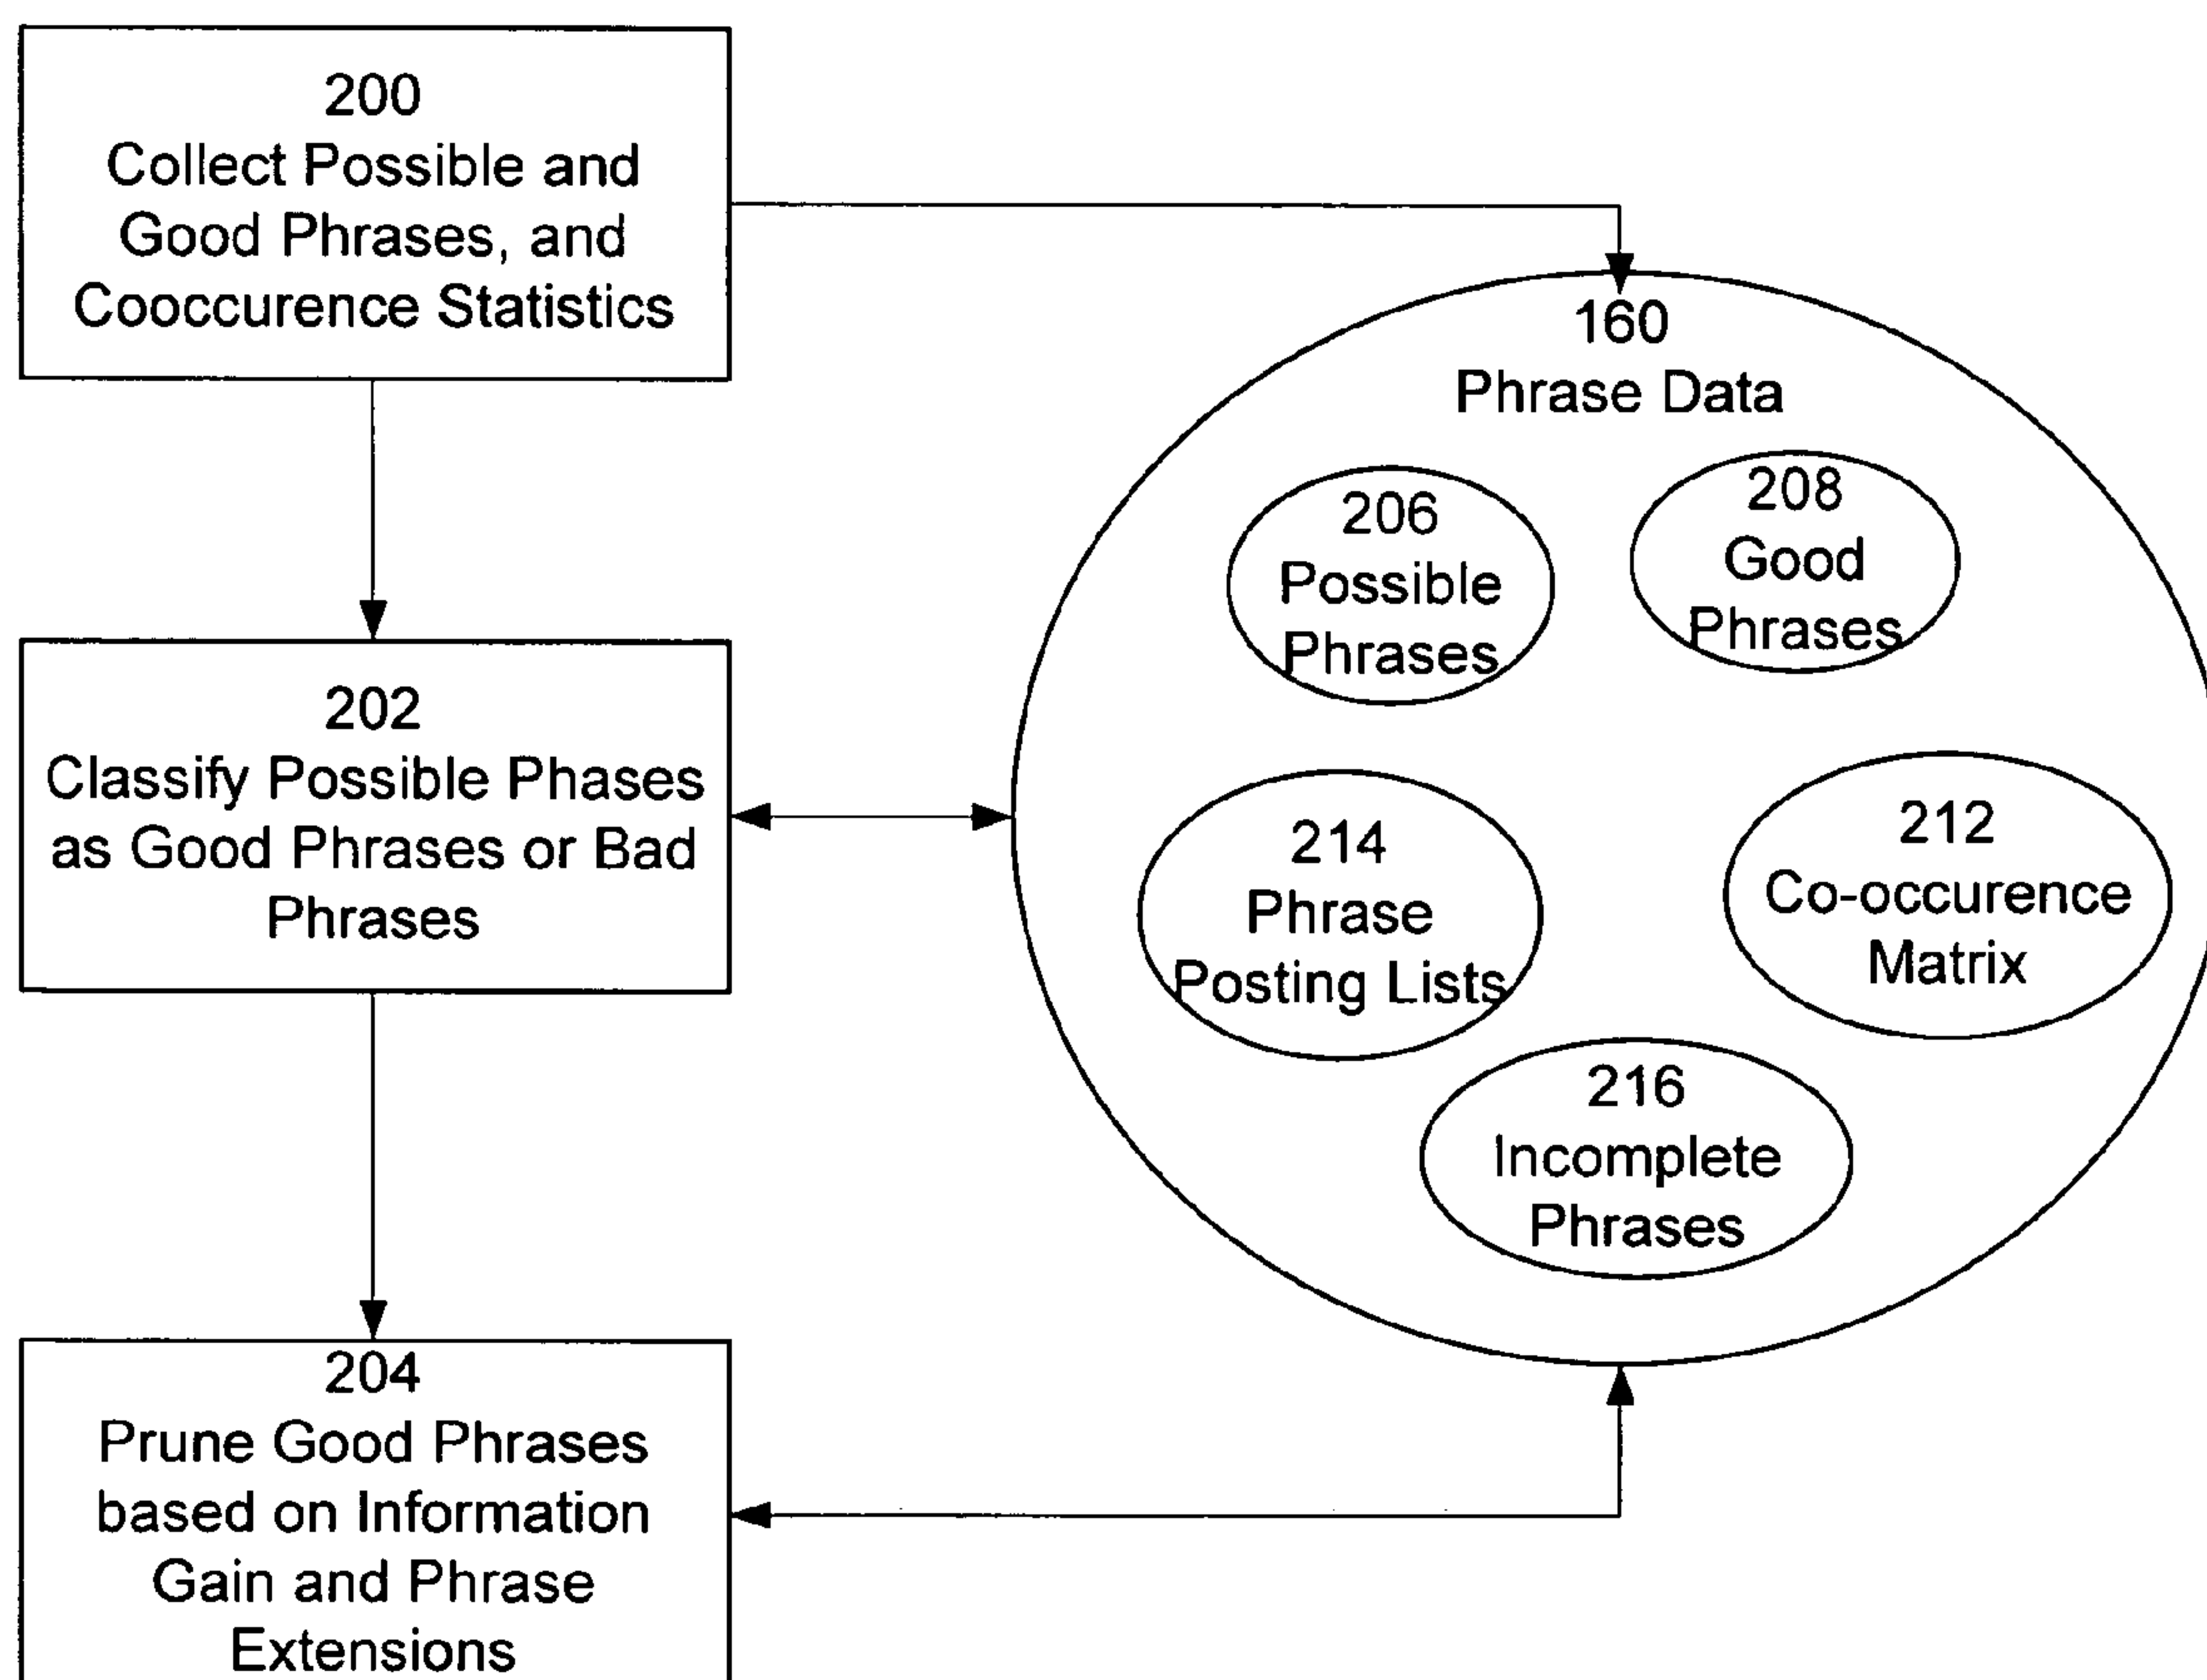 200
Collect Possible and
Good Phrases, and
Cooccurence Statistics
160
Phrase Data
206
Possible
Phrases
208
Good
Phrases
202
Classify Possible Phases
as Good Phrases or Bad
Phrases
214
Phrase
Posting Lists
212
Co-occurence
Matrix
216
Incomplete
Phrases
204
Prune Good Phrases
based on Information
Gain and Phrase
Extensions